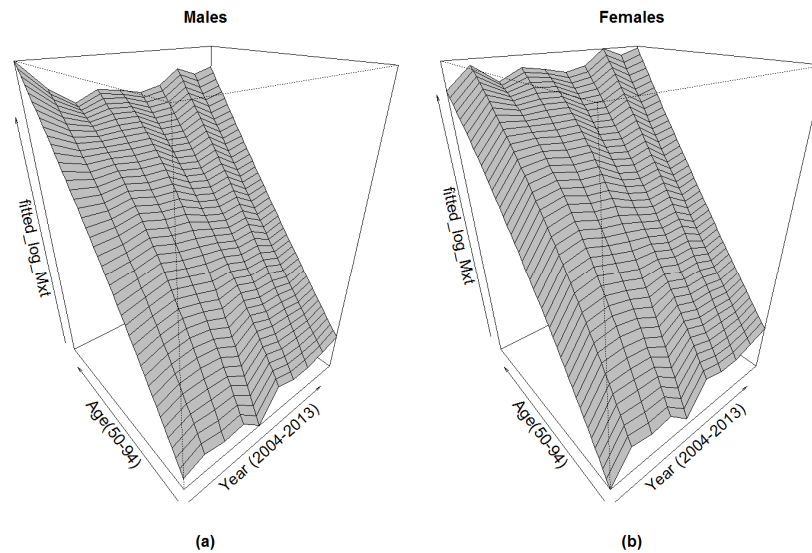 Males
Females
fitted_log_Mxt
fitted_log_Mxt
Age(50-94)
Year (2004-2013)
Age(50-94)
Year (2004-2013)
(a)
(b)